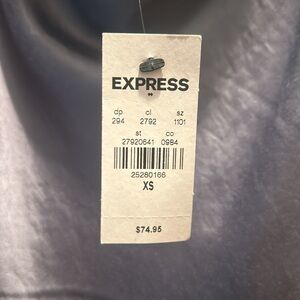 EXPRESS
dp cl sz
294 2792 1101
st co
27920641 0984
25280166
XS
$74.95